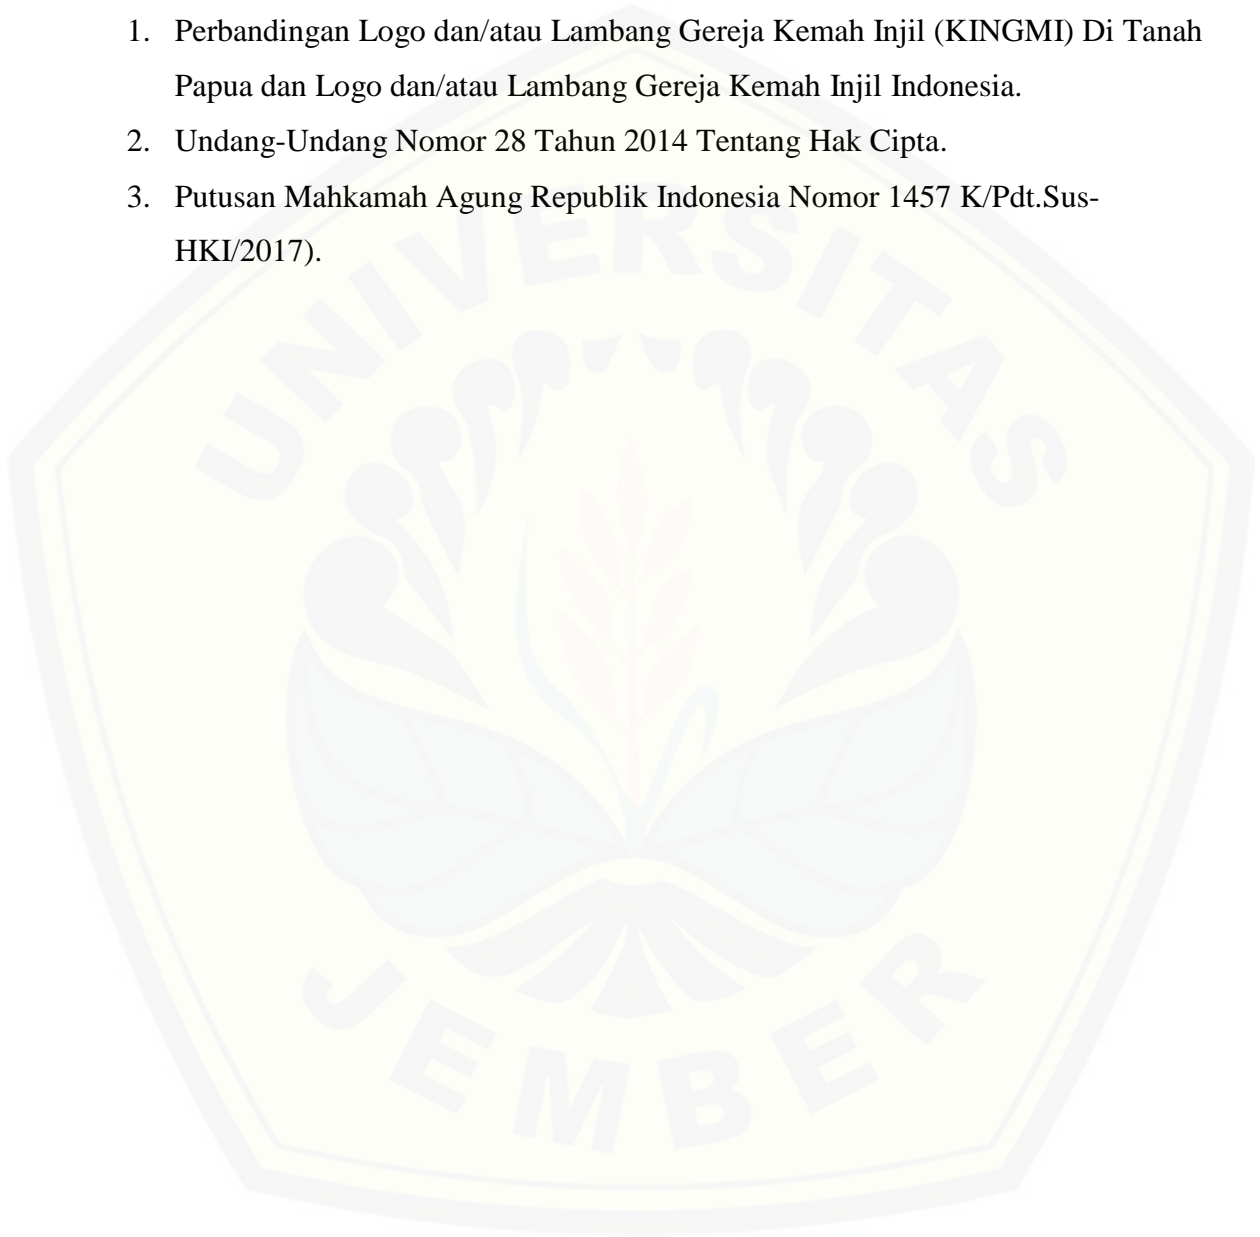 1. Perbandingan Logo dan/atau Lambang Gereja Kemah Injil (KINGMI) Di Tanah
Papua dan Logo dan/atau Lambang Gereja Kemah Injil Indonesia.
2. Undang-Undang Nomor 28 Tahun 2014 Tentang Hak Cipta.
3. Putusan Mahkamah Agung Republik Indonesia Nomor 1457 K/Pdt.Sus-
HKI/2017).
UNIVERSITAS
JEMBER